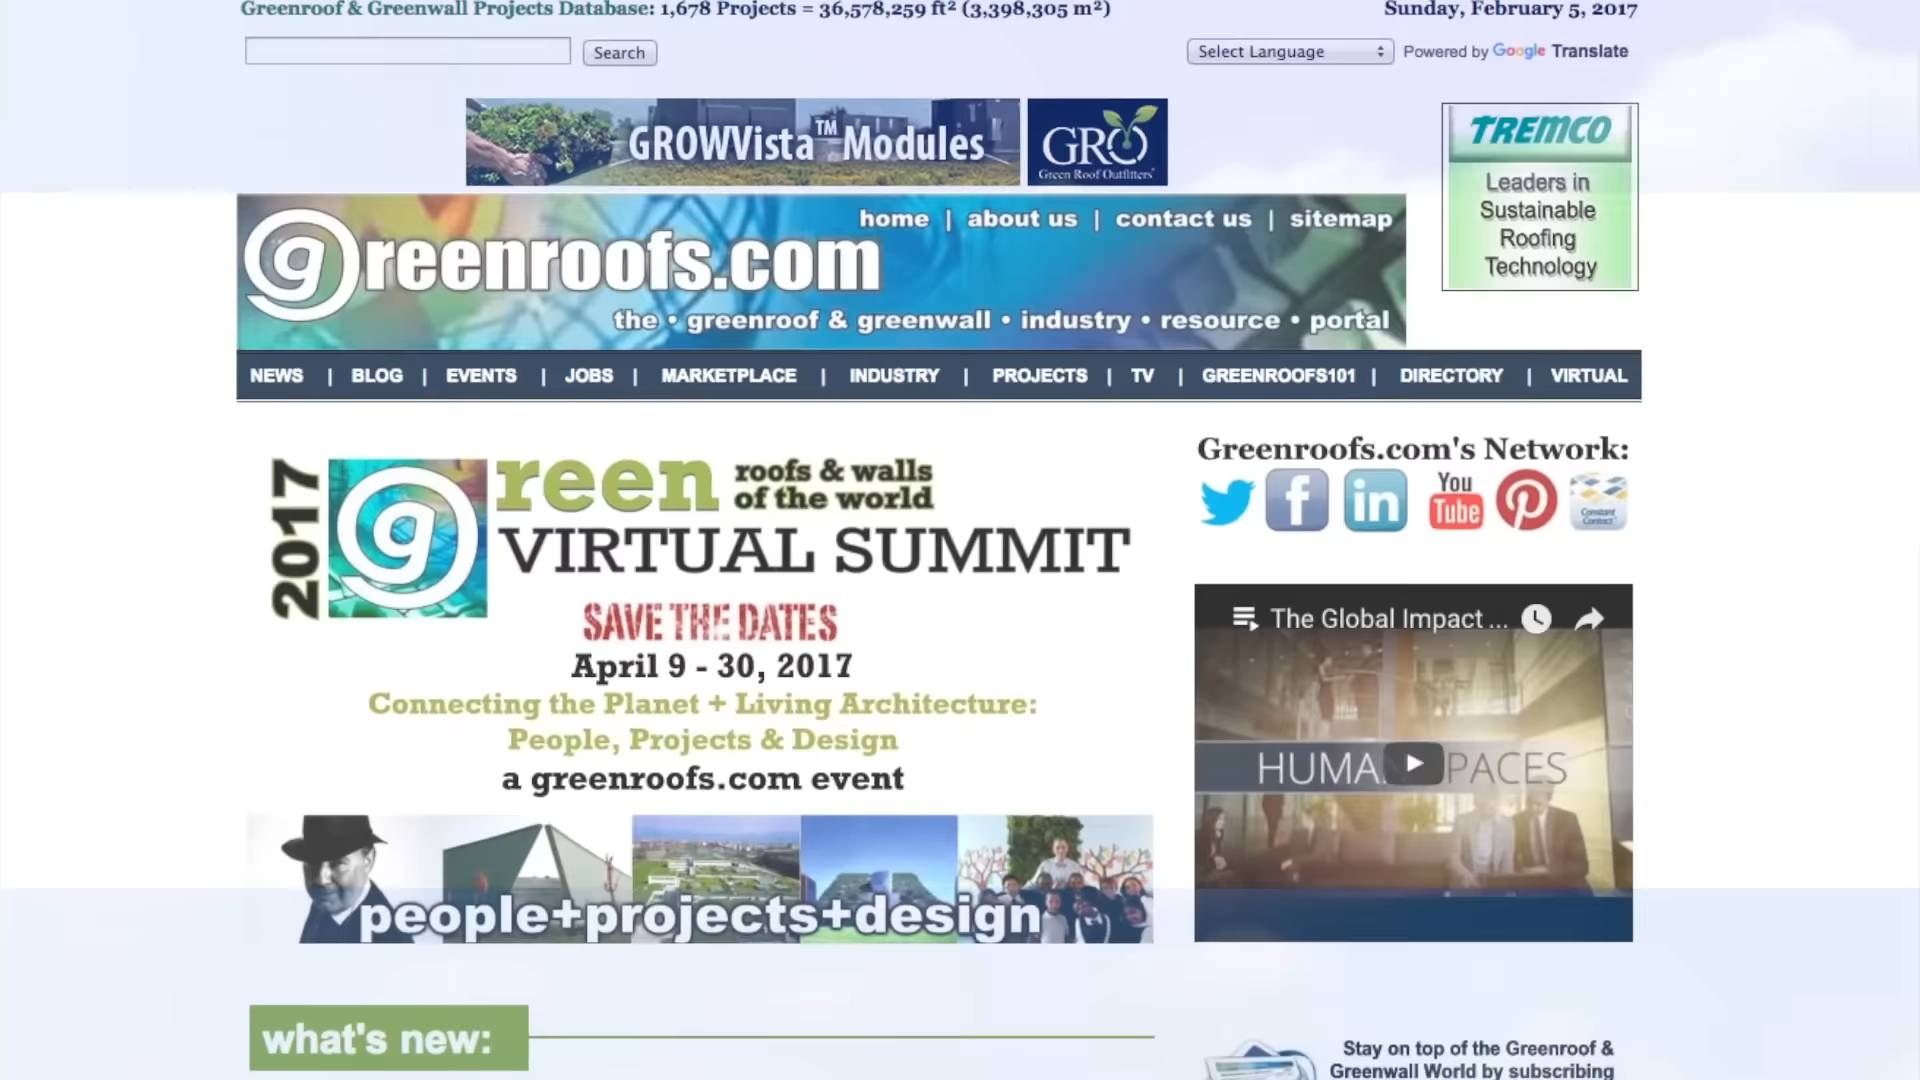 Greenroof & Greenwall Projects Database: 1,678 Projects = 36,578,259 ft² (3,398,305 m²)
Sunday, February 5, 2017
Search
Select Language
Powered by Google Translate
GROWVista™ Modules
GRO
Green Roof Outfitters
TREMCO
Leaders in
Sustainable
Roofing
Technology
home | about us | contact us | sitemap
greenroofs.com
the • greenroof & greenwall • industry • resource • portal
NEWS | BLOG | EVENTS | JOBS | MARKETPLACE | INDUSTRY | PROJECTS | TV | GREENROOFS101 | DIRECTORY | VIRTUAL
2017
green roofs & walls
of the world
VIRTUAL SUMMIT
SAVE THE DATES
April 9 - 30, 2017
Connecting the Planet + Living Architecture:
People, Projects & Design
a greenroofs.com event
people+projects+design
Greenroofs.com's Network:
f
in
You
Tube
Constant
Contact
The Global Impact ...
HUMA PACES
what's new:
Stay on top of the Greenroof &
Greenwall World by subscribing